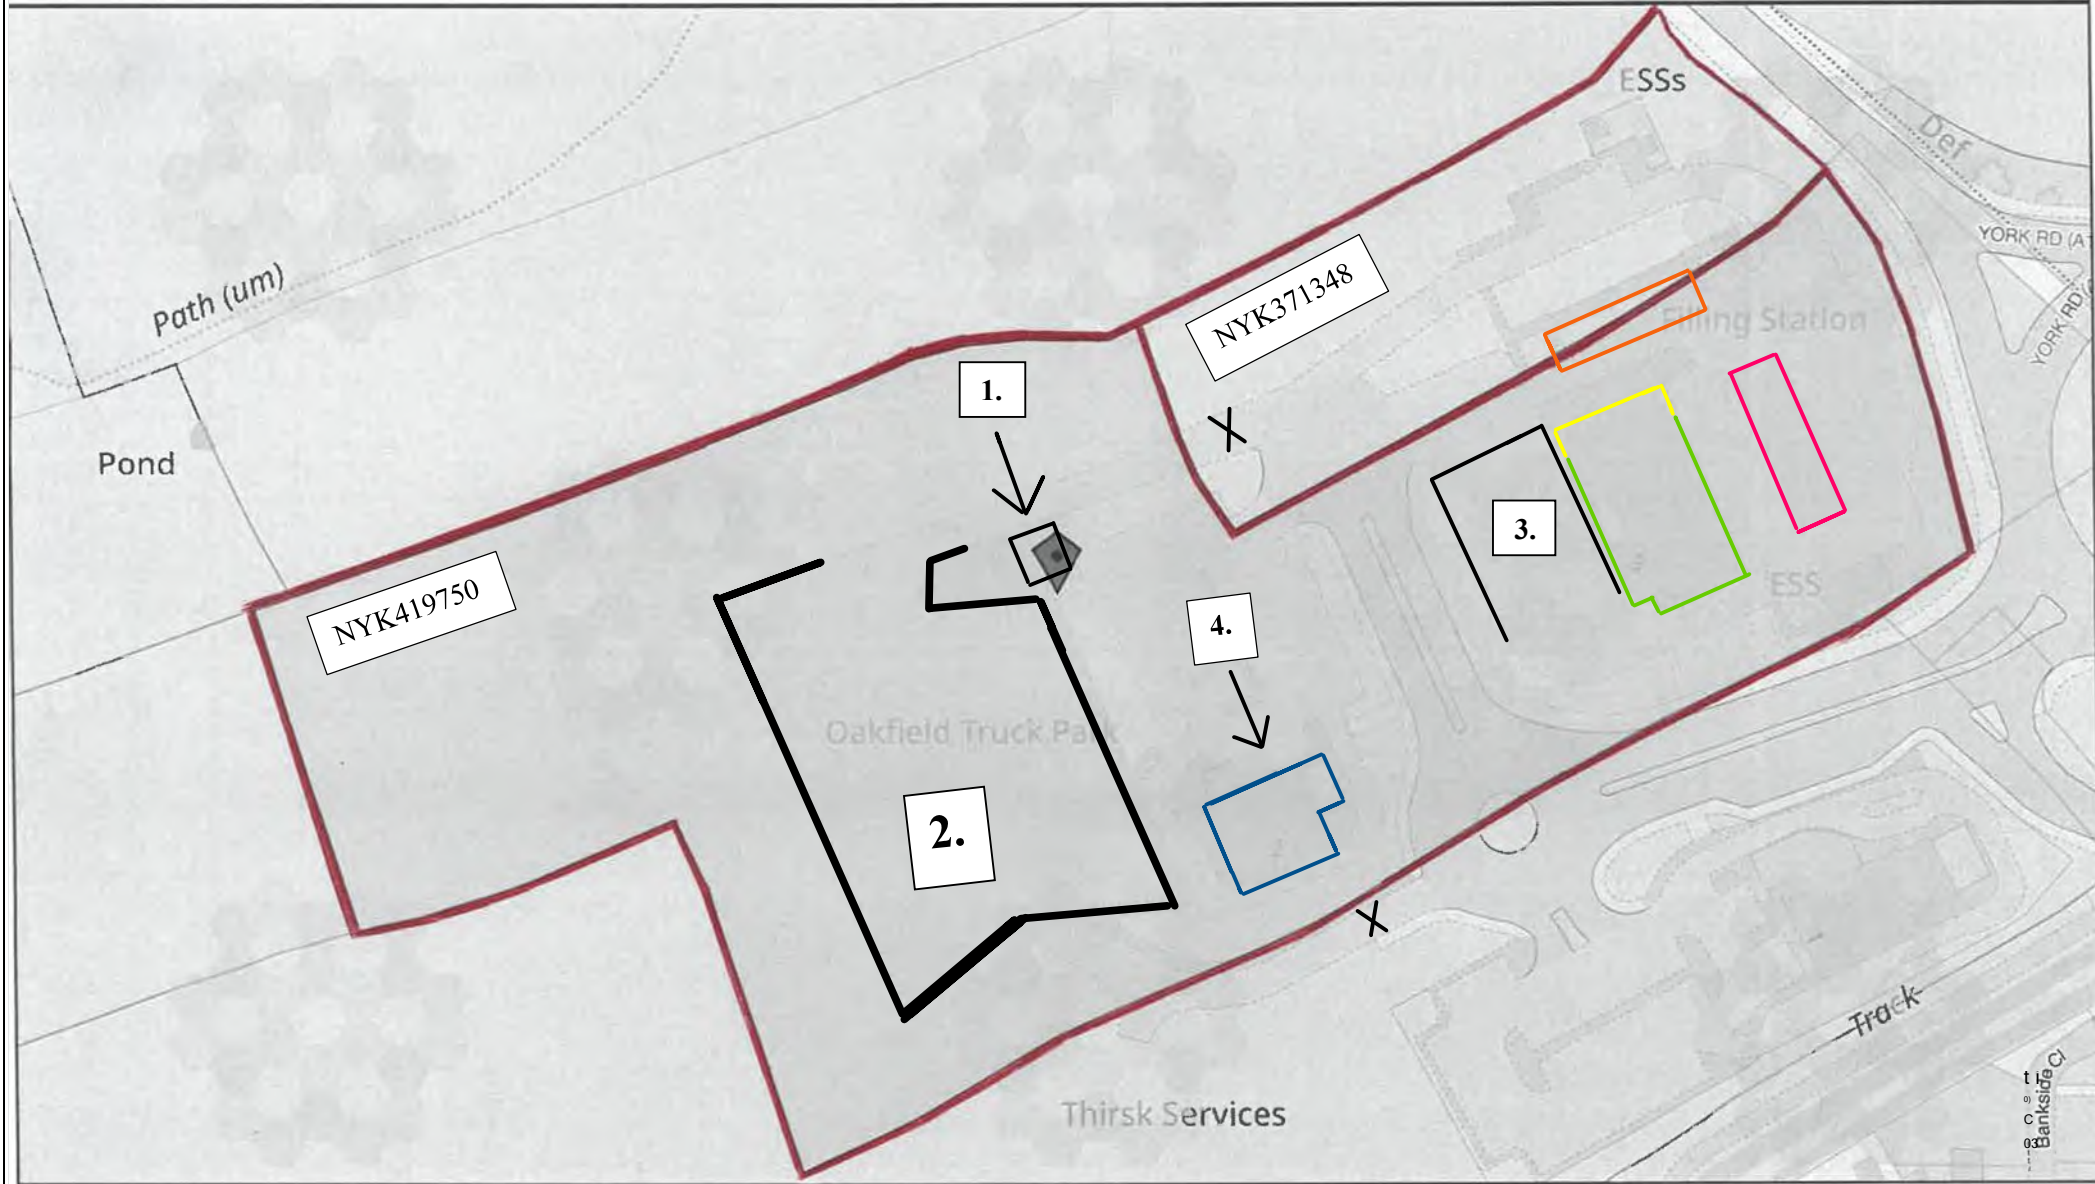 ESSs
Def
YORK RD (A
NYK371348
Path (um)
Filling Station
YORK RD
1.
Pond
3.
ESS
NYK419750
4.
Oakfield Truck Park
2.
Track
Thirsk Services
Bankside Cl
X
X